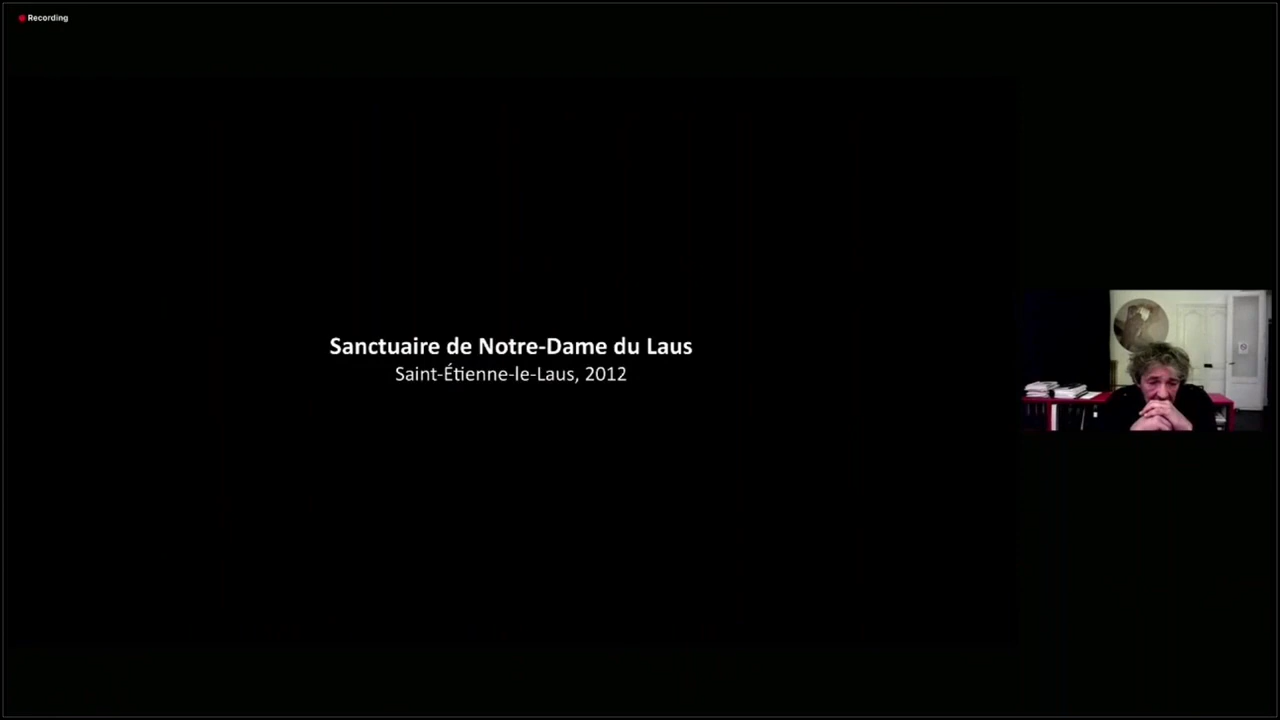 Recording
Sanctuaire de Notre-Dame du Laus
Saint-Étienne-le-Laus, 2012